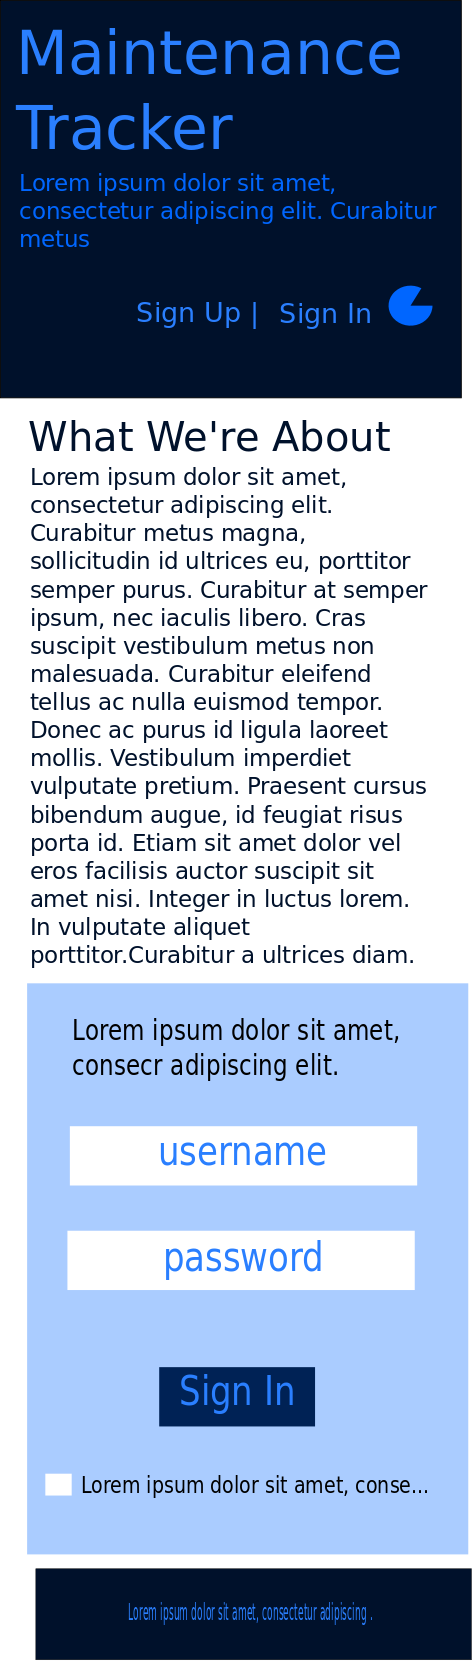 Maintenance
Tracker
Lorem ipsum dolor sit amet,
consectetur adipiscing elit. Curabitur
metus
Sign Up | Sign In
What We're About
Lorem ipsum dolor sit amet,
consectetur adipiscing elit.
Curabitur metus magna,
sollicitudin id ultrices eu, porttitor
semper purus. Curabitur at semper
ipsum, nec iaculis libero. Cras
suscipit vestibulum metus non
malesuada. Curabitur eleifend
tellus ac nulla euismod tempor.
Donec ac purus id ligula laoreet
mollis. Vestibulum imperdiet
vulputate pretium. Praesent cursus
bibendum augue, id feugiat risus
porta id. Etiam sit amet dolor vel
eros facilisis auctor suscipit sit
amet nisi. Integer in luctus lorem.
In vulputate aliquet
porttitor.Curabitur a ultrices diam.
Lorem ipsum dolor sit amet,
consecr adipiscing elit.
username
password
Sign In
Lorem ipsum dolor sit amet, conse...
Lorem ipsum dolor sit amet, consectetur adipiscing .